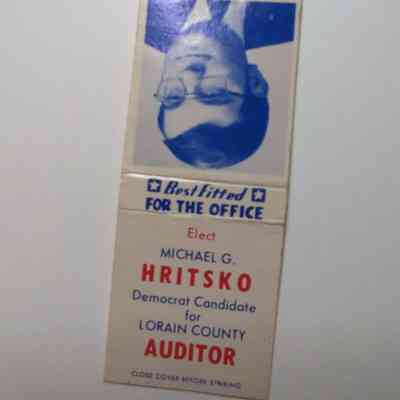 Best Fitted
FOR THE OFFICE
Elect
MICHAEL G.
HRITSKO
Democrat Candidate
for
LORAIN COUNTY
AUDITOR
CLOSE COVER BEFORE STRIKING